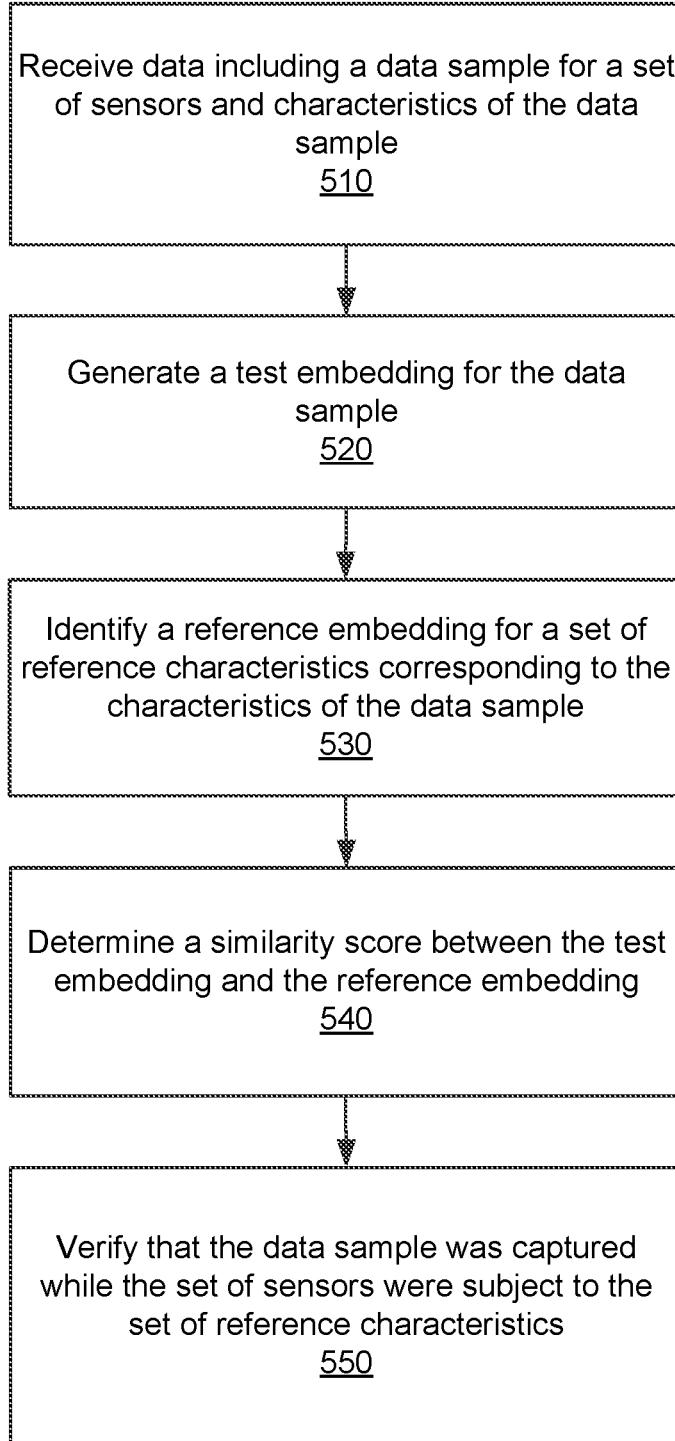 Receive data including a data sample for a set
of sensors and characteristics of the data
sample
510
Generate a test embedding for the data
sample
520
Identify a reference embedding for a set of
reference characteristics corresponding to the
characteristics of the data sample
530
Determine a similarity score between the test
embedding and the reference embedding
540
Verify that the data sample was captured
while the set of sensors were subject to the
set of reference characteristics
550